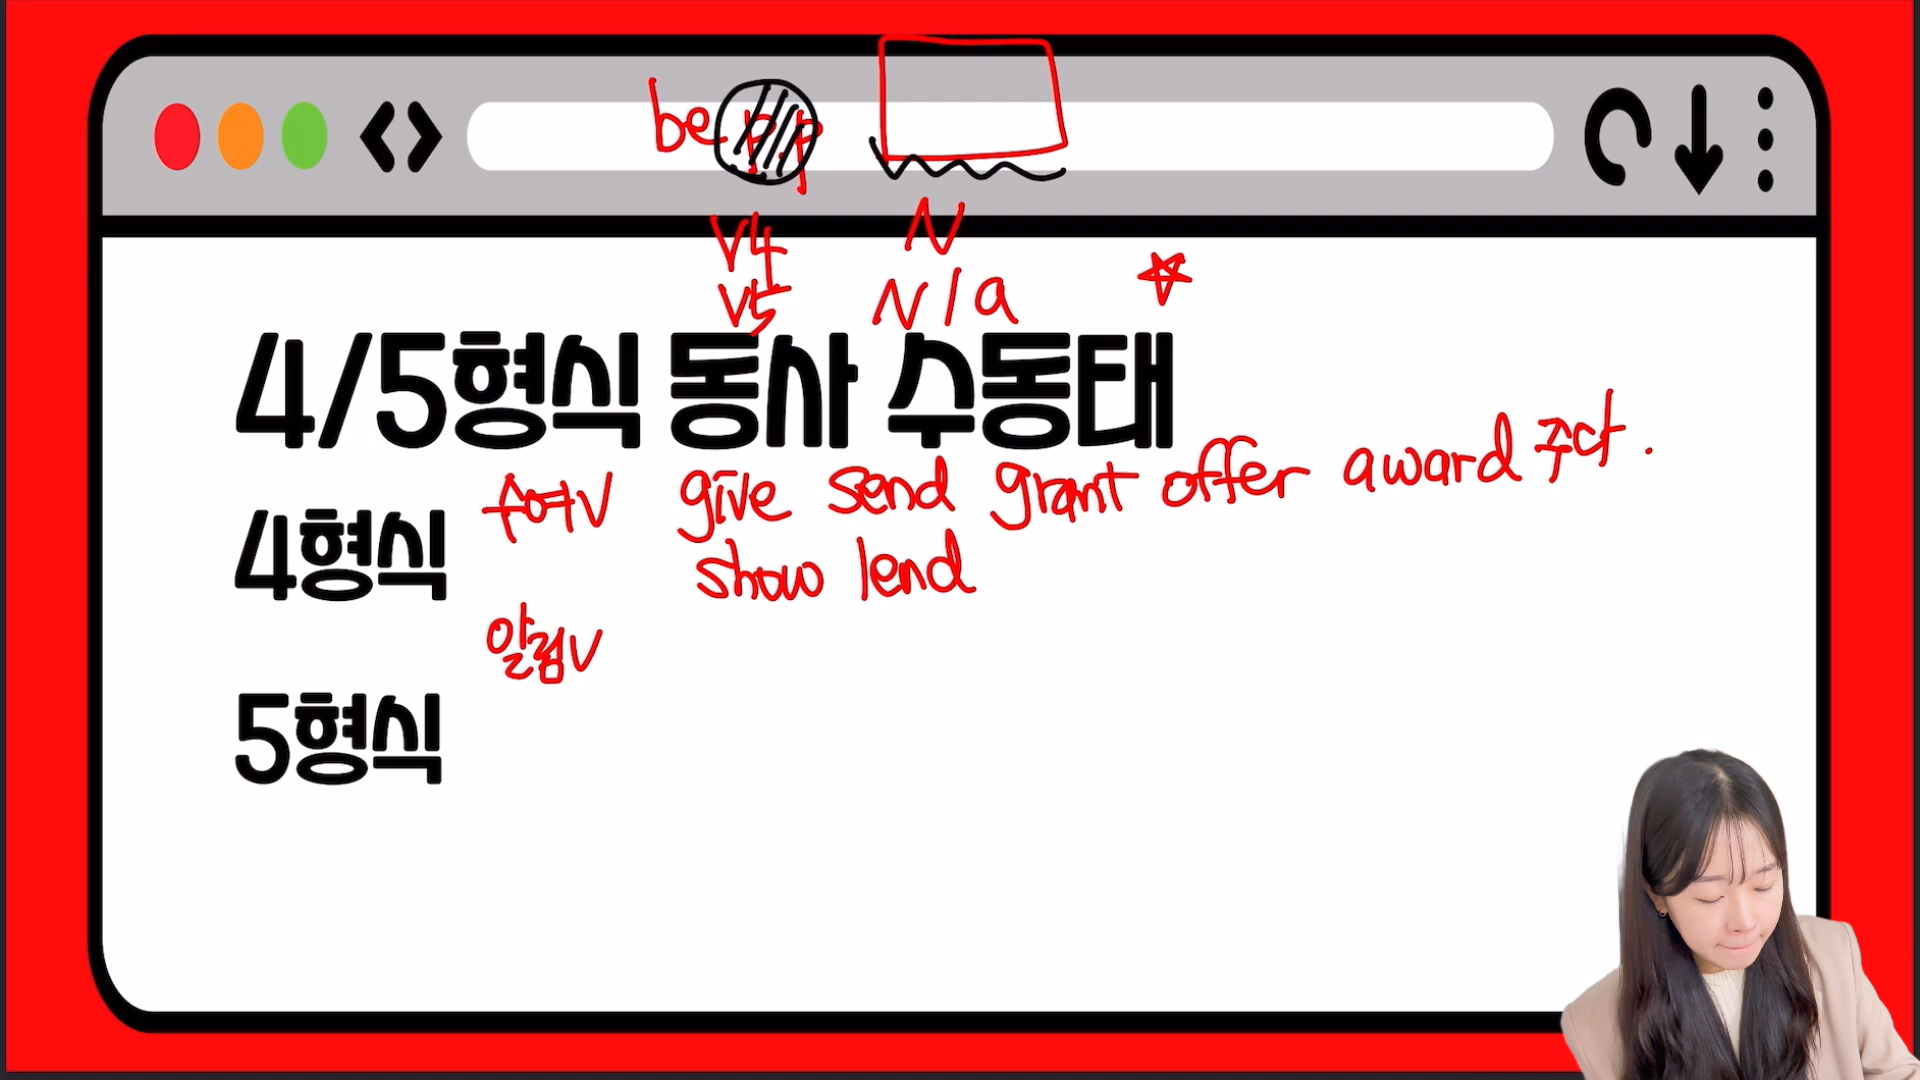 be p.p
V4 N
V5 N/a ☆
4/5형식 동사 수동태
수여V give send grant offer award 주다.
4형식
show lend
알림V
5형식